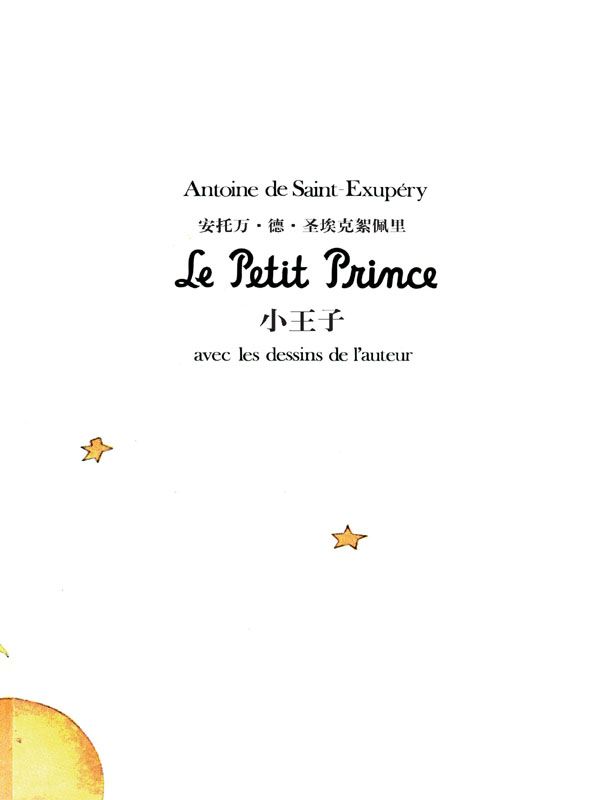 Antoine de Saint-Exupéry
安托万·德·圣埃克絮佩里
Le Petit Prince
小王子
avec les dessins de l'auteur